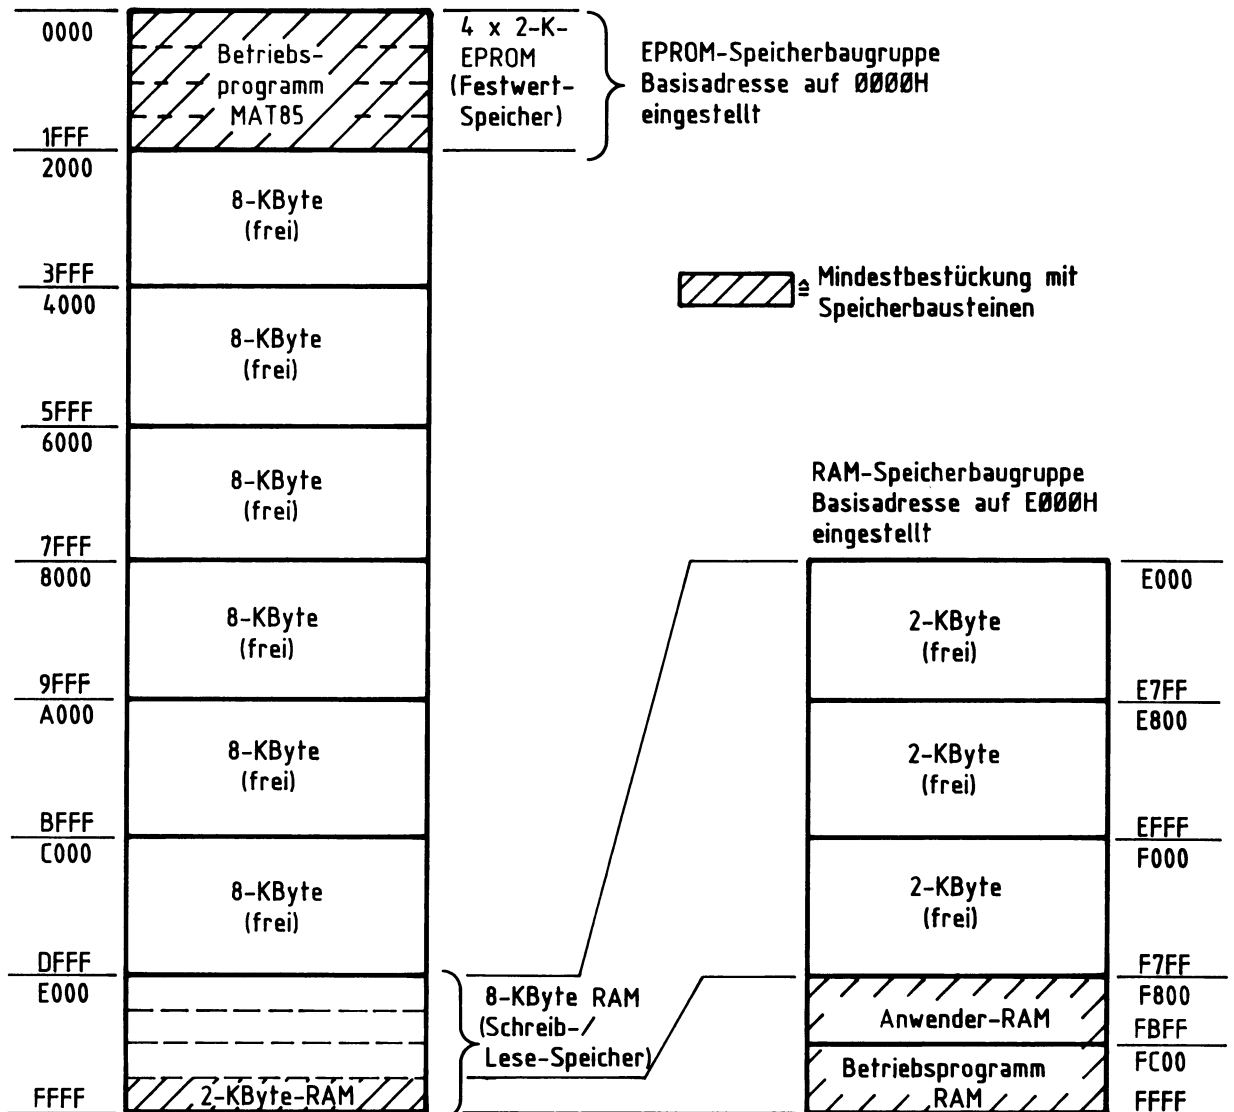 0000
Betriebs-
programm
MAT85
1FFF
4 x 2-K-
EPROM
(Festwert-
Speicher)
EPROM-Speicherbaugruppe
Basisadresse auf 0000H
eingestellt
2000
8-KByte
(frei)
3FFF
4000
8-KByte
(frei)
5FFF
≙ Mindestbestückung mit
Speicherbausteinen
6000
8-KByte
(frei)
7FFF
8000
8-KByte
(frei)
9FFF
A000
8-KByte
(frei)
BFFF
C000
8-KByte
(frei)
DFFF
E000
2-KByte-RAM
FFFF
8-KByte RAM
(Schreib-/
Lese-Speicher)
RAM-Speicherbaugruppe
Basisadresse auf E000H
eingestellt
E000
2-KByte
(frei)
E7FF
E800
2-KByte
(frei)
EFFF
F000
2-KByte
(frei)
F7FF
F800
Anwender-RAM
FBFF
FC00
Betriebsprogramm
RAM
FFFF